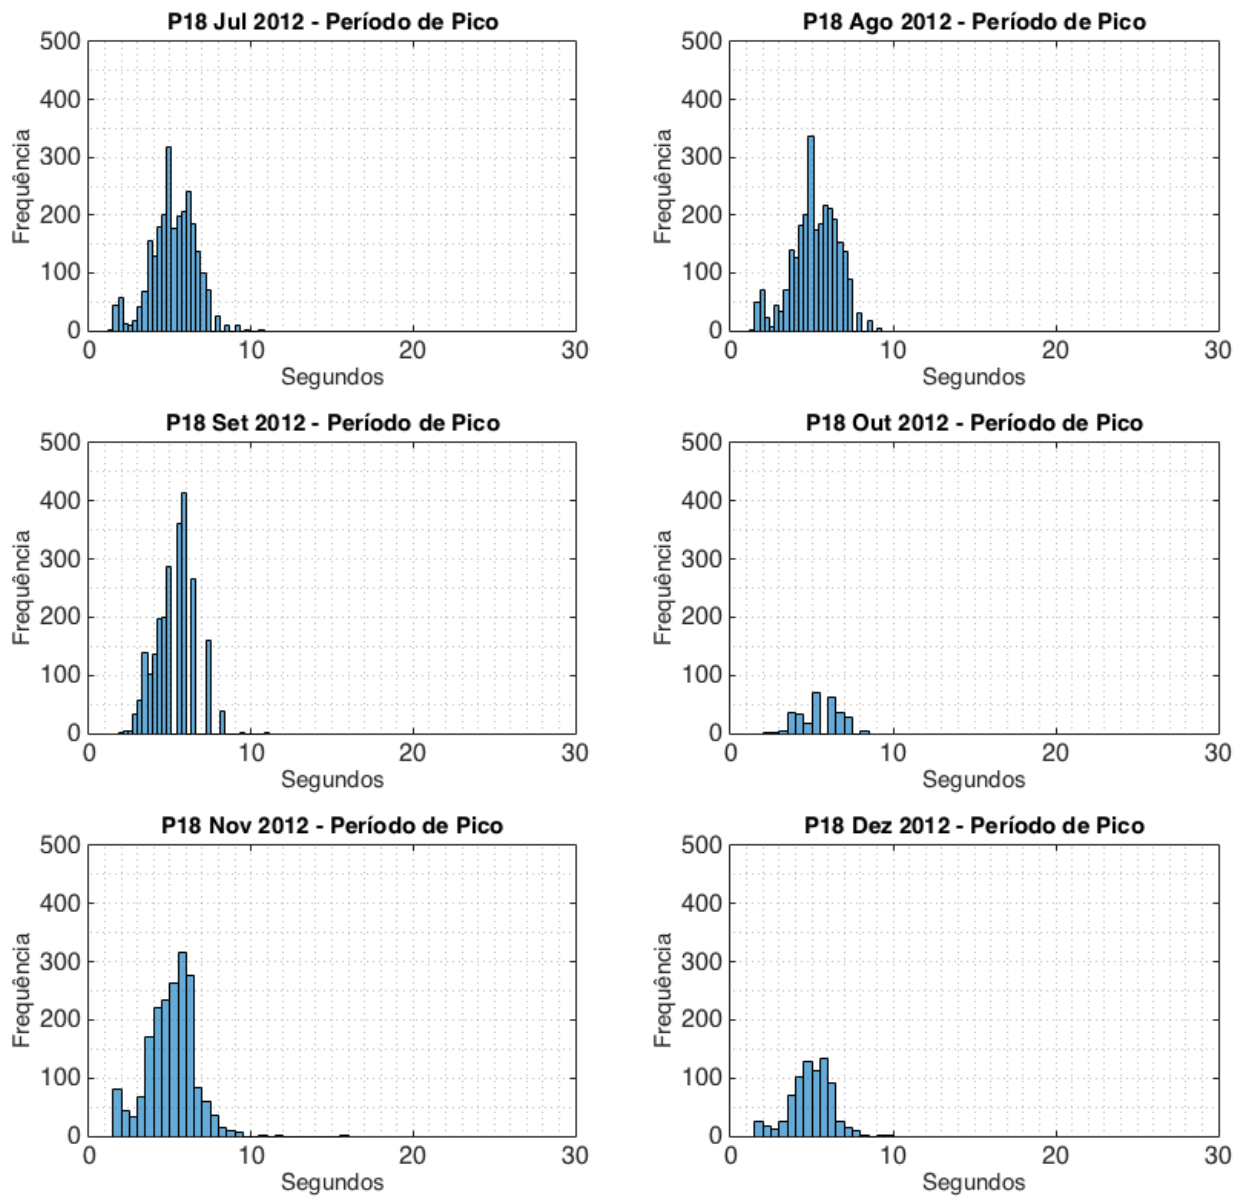 P18 Jul 2012 - Período de Pico
500
400
300
200
100
0
Frequência
0 10 20 30
Segundos
P18 Ago 2012 - Período de Pico
500
400
300
200
100
0
Frequência
0 10 20 30
Segundos
P18 Set 2012 - Período de Pico
500
400
300
200
100
0
Frequência
0 10 20 30
Segundos
P18 Out 2012 - Período de Pico
500
400
300
200
100
0
Frequência
0 10 20 30
Segundos
P18 Nov 2012 - Período de Pico
500
400
300
200
100
0
Frequência
0 10 20 30
Segundos
P18 Dez 2012 - Período de Pico
500
400
300
200
100
0
Frequência
0 10 20 30
Segundos